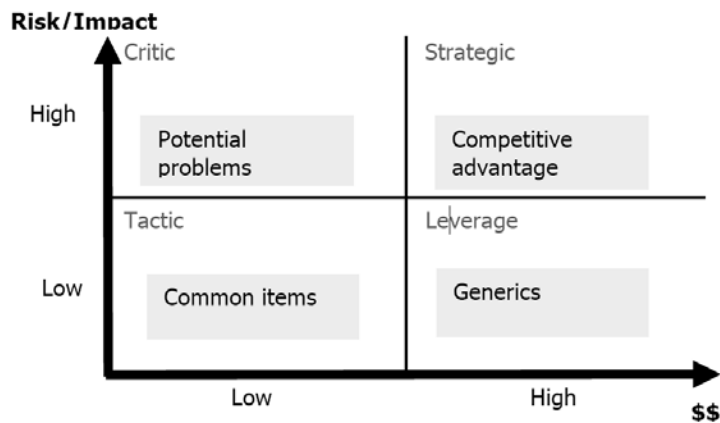 Risk/Impact
Critic
Strategic
High
Potential
problems
Competitive
advantage
Tactic
Leverage
Low
Common items
Generics
Low
High
$$